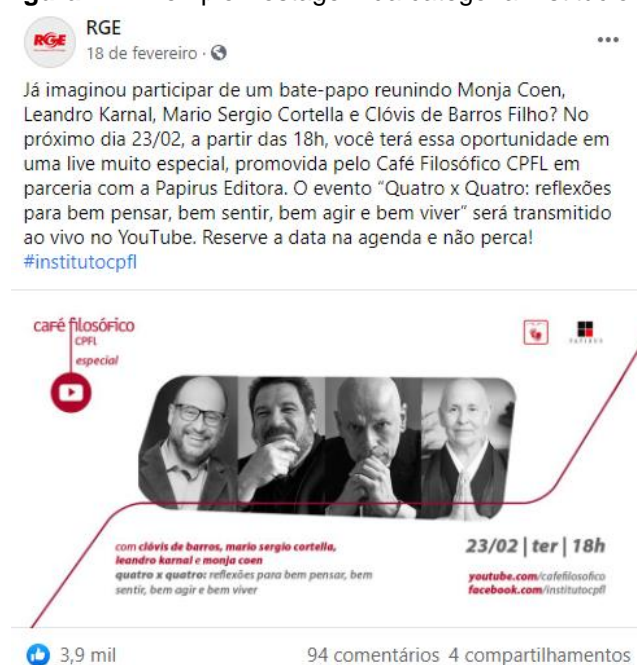 RGE
RGE
18 de fevereiro ·
Já imaginou participar de um bate-papo reunindo Monja Coen,
Leandro Karnal, Mario Sergio Cortella e Clóvis de Barros Filho? No
próximo dia 23/02, a partir das 18h, você terá essa oportunidade em
uma live muito especial, promovida pelo Café Filosófico CPFL em
parceria com a Papirus Editora. O evento “Quatro x Quatro: reflexões
para bem pensar, bem sentir, bem agir e bem viver” será transmitido
ao vivo no YouTube. Reserve a data na agenda e não perca!
#institutocpfl
café filosófico
CPFL
especial
PAPIRUS
com clóvis de barros, mario sergio cortella,
leandro karnal e monja coen
quatro x quatro: reflexões para bem pensar, bem
sentir, bem agir e bem viver
23/02 | ter | 18h
youtube.com/cafefilosofico
facebook.com/institutocpfl
3,9 mil
94 comentários 4 compartilhamentos